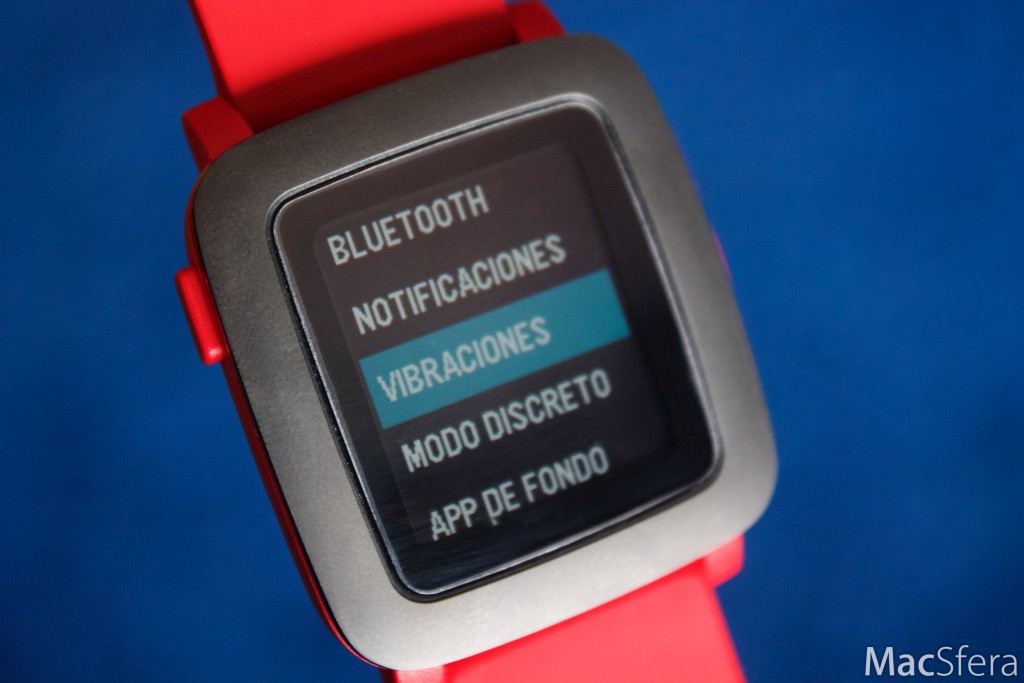 BLUETOOTH
NOTIFICACIONES
VIBRACIONES
MODO DISCRETO
APP DE FONDO
MacSfera